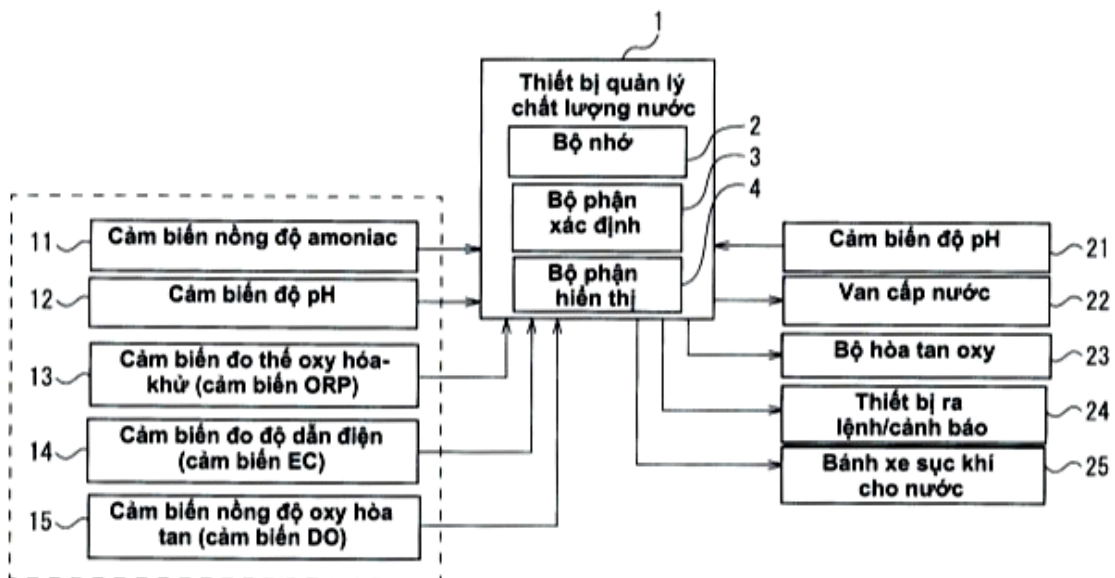 1
Thiết bị quản lý
chất lượng nước
2
Bộ nhớ
3
Bộ phận
xác định
4
Bộ phận
hiển thị
11
Cảm biến nồng độ amoniac
12
Cảm biến độ pH
13
Cảm biến đo thế oxy hóa-
khử (cảm biến ORP)
14
Cảm biến đo độ dẫn điện
(cảm biến EC)
15
Cảm biến nồng độ oxy hòa
tan (cảm biến DO)
Cảm biến độ pH
21
Van cấp nước
22
Bộ hòa tan oxy
23
Thiết bị ra
lệnh/cảnh báo
24
Bánh xe sục khí
cho nước
25